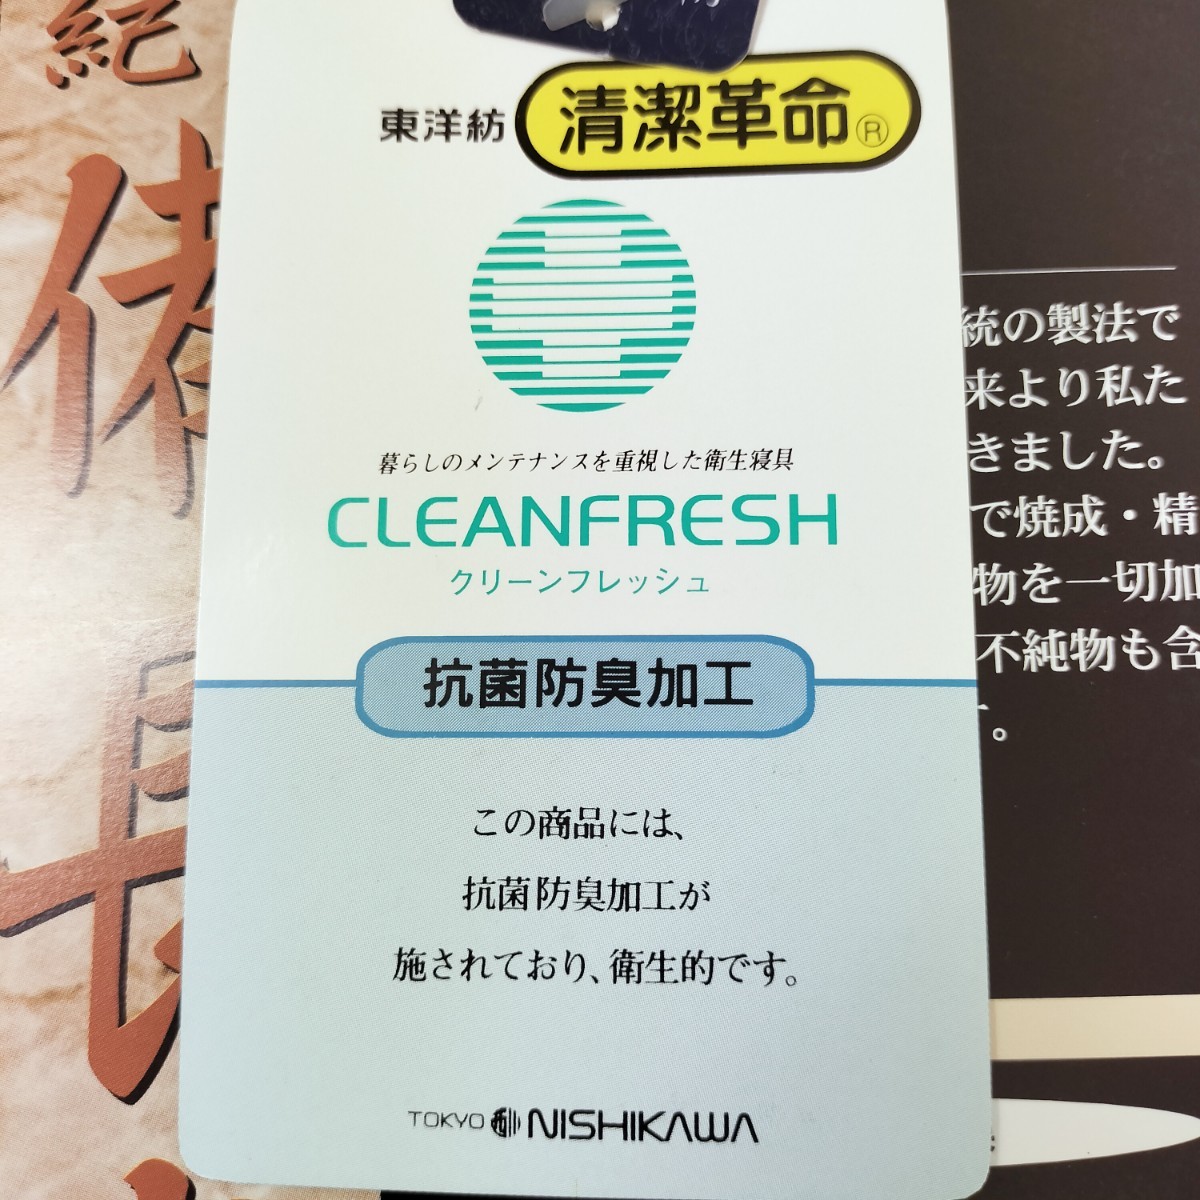 紀
備長
東洋紡 清潔革命®
暮らしのメンテナンスを重視した衛生寝具
CLEANFRESH
クリーンフレッシュ
抗菌防臭加工
この商品には、
抗菌防臭加工が
施されており、衛生的です。
TOKYO 西川 NISHIKAWA
統の製法で
来より私た
きました。
で焼成・精
物を一切加
不純物も含
。